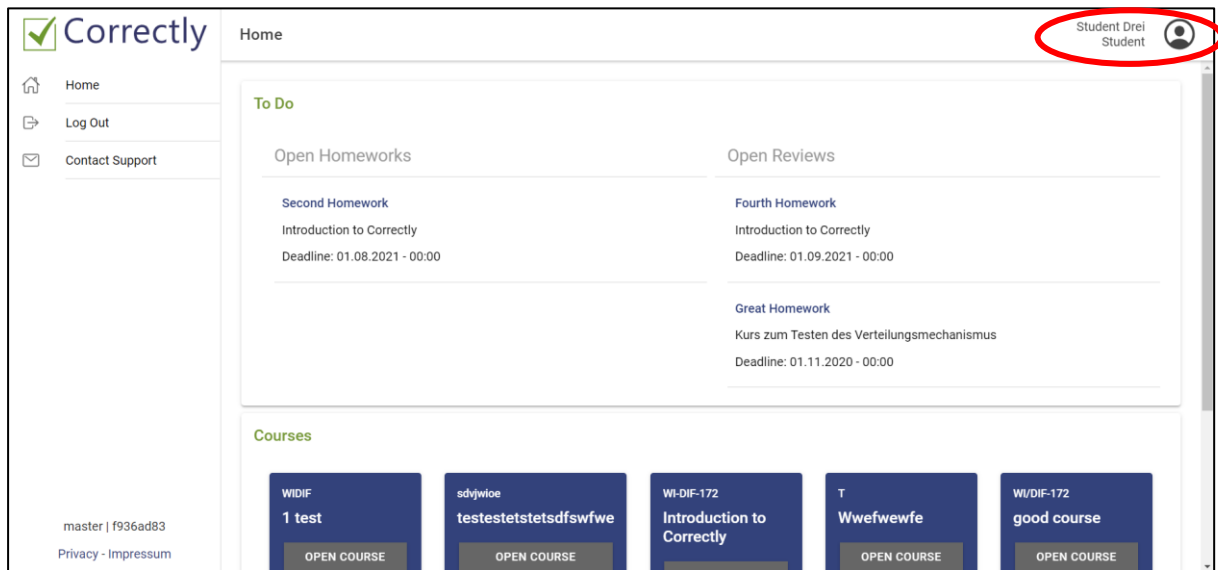 Correctly
Home
Student Drei
Student
Home
Log Out
Contact Support
To Do
Open Homeworks
Second Homework
Introduction to Correctly
Deadline: 01.08.2021 - 00:00
Open Reviews
Fourth Homework
Introduction to Correctly
Deadline: 01.09.2021 - 00:00
Great Homework
Kurs zum Testen des Verteilungsmechanismus
Deadline: 01.11.2020 - 00:00
Courses
WIDIF
1 test
OPEN COURSE
sdvjwioe
testestetstetsdfswfwe
OPEN COURSE
WI-DIF-172
Introduction to
Correctly
T
Wwefwewfe
OPEN COURSE
WI/DIF-172
good course
OPEN COURSE
master | f936ad83
Privacy - Impressum